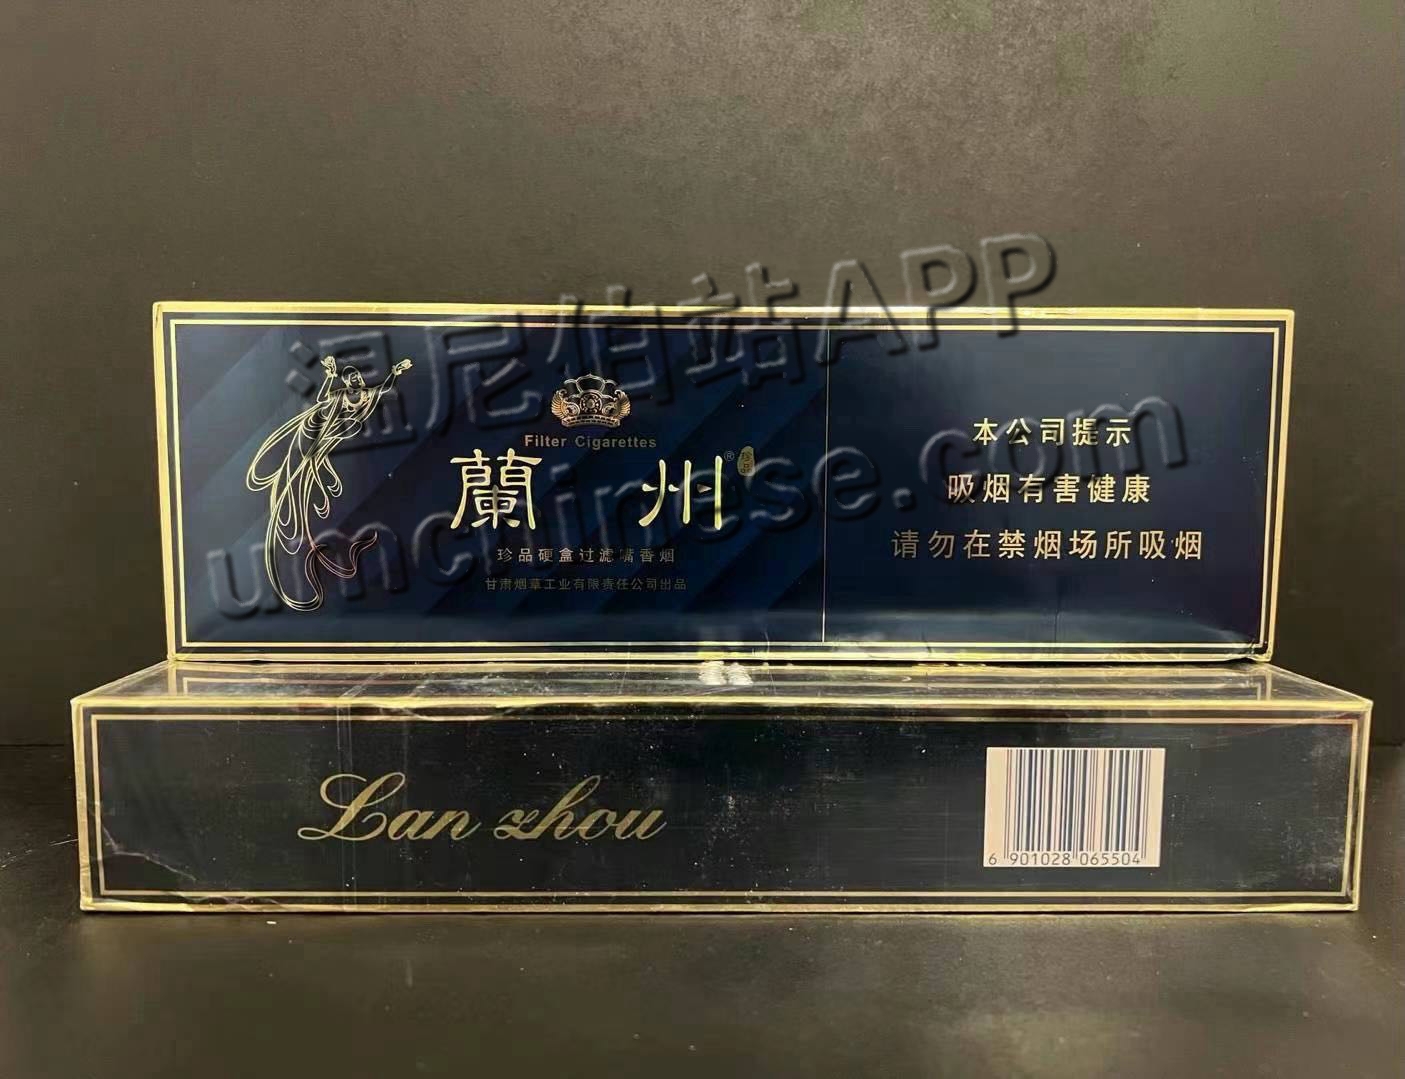 温尼伯站APP
umchinese.com
Filter Cigarettes
蘭州®
珍品
珍品硬盒过滤嘴香烟
甘肃烟草工业有限责任公司出品
本公司提示
吸烟有害健康
请勿在禁烟场所吸烟
Lan zhou
6 901028 065504